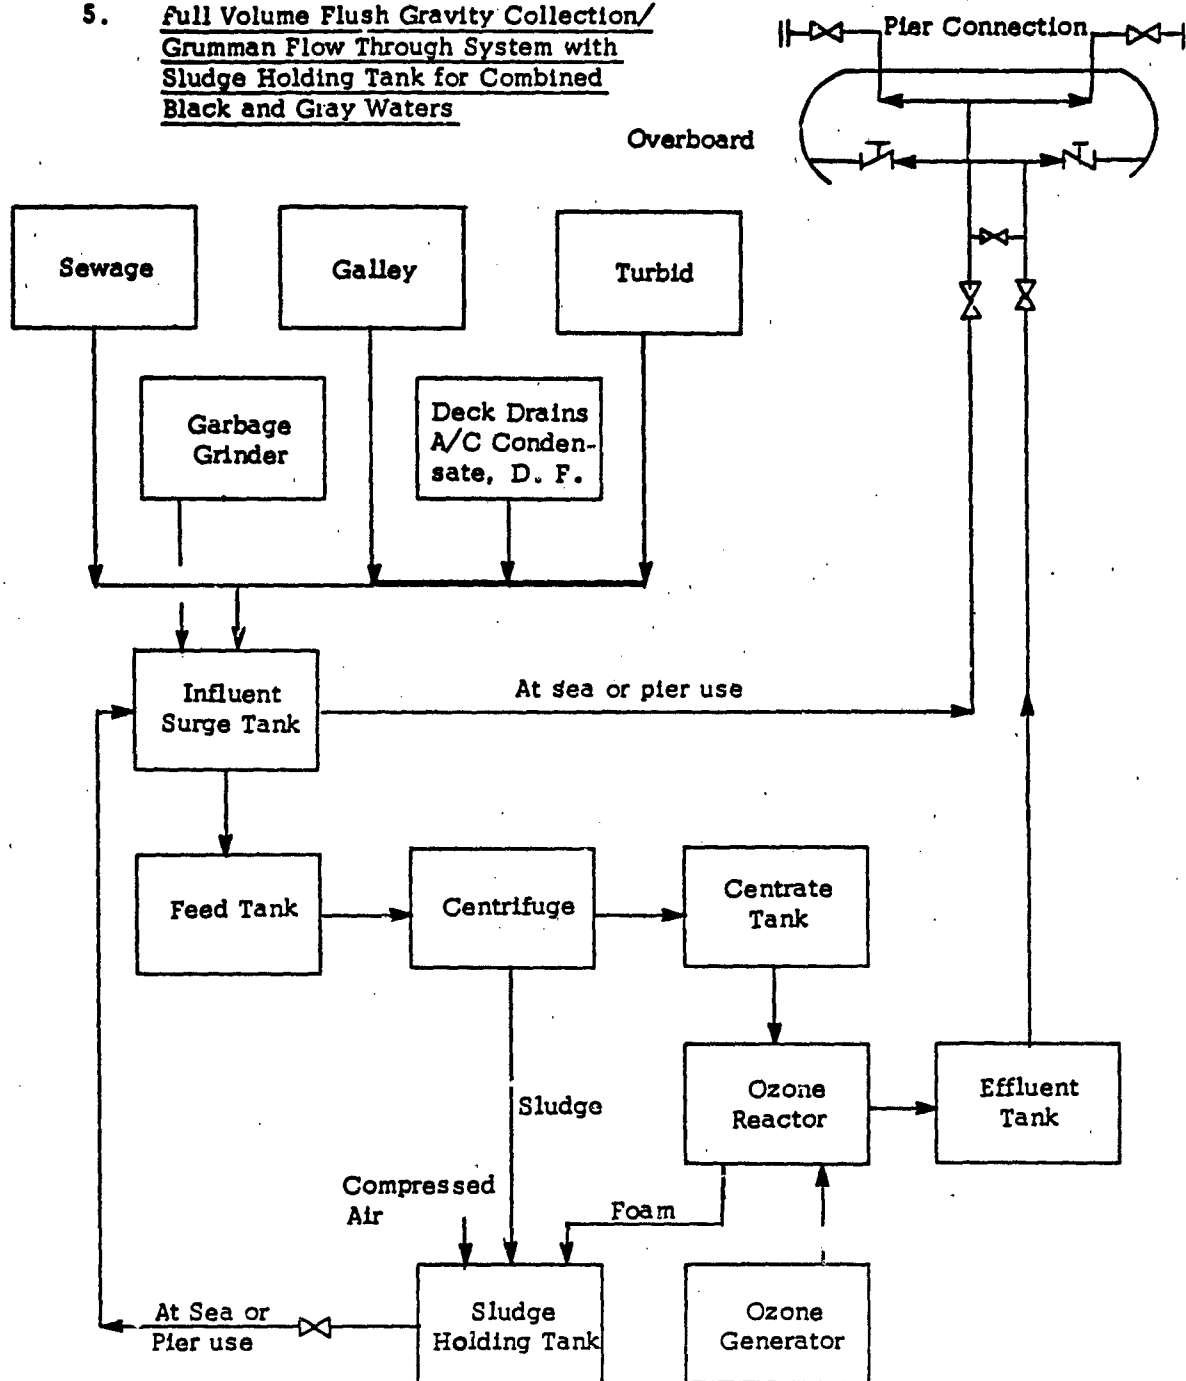 5. Full Volume Flush Gravity Collection/
Grumman Flow Through System with
Sludge Holding Tank for Combined
Black and Gray Waters
Pier Connection
Overboard
Sewage
Galley
Turbid
Garbage
Grinder
Deck Drains
A/C Conden-
sate, D. F.
Influent
Surge Tank
At sea or pier use
Feed Tank
Centrifuge
Centrate
Tank
Ozone
Reactor
Effluent
Tank
Sludge
Compressed
Air
Foam
At Sea or
Pier use
Sludge
Holding Tank
Ozone
Generator